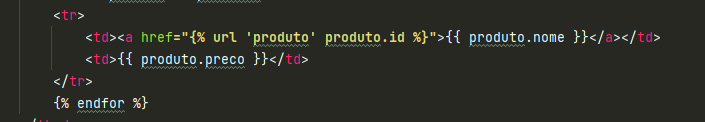 <tr>
<td><a href="{% url 'produto' produto.id %}">{{ produto.nome }}</a></td>
<td>{{ produto.preco }}</td>
</tr>
{% endfor %}